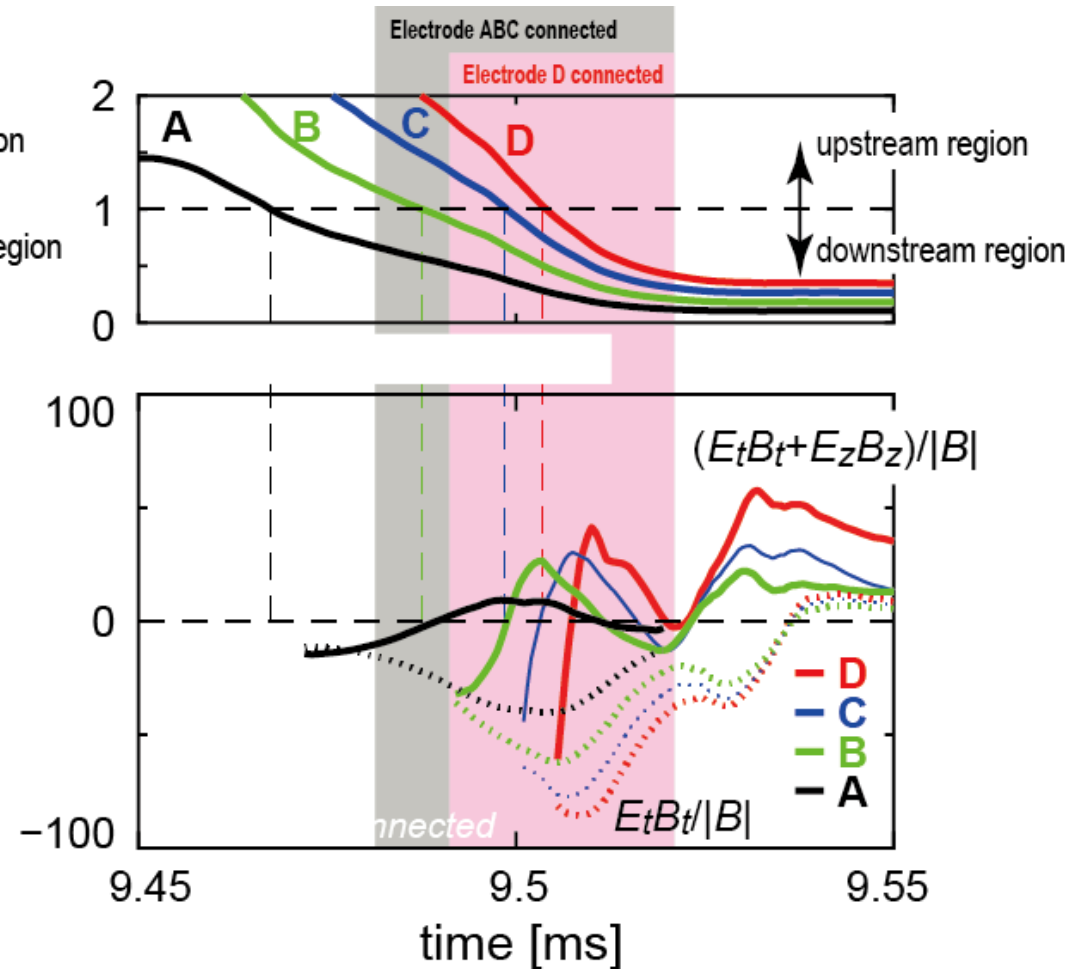 Electrode ABC connected
Electrode D connected
2
A
B
C
D
on
upstream region
1
egion
downstream region
0
100
(EtBt+EzBz)/|B|
0
D
C
B
A
EtBt/|B|
nnected
−100
9.45
9.5
9.55
time [ms]